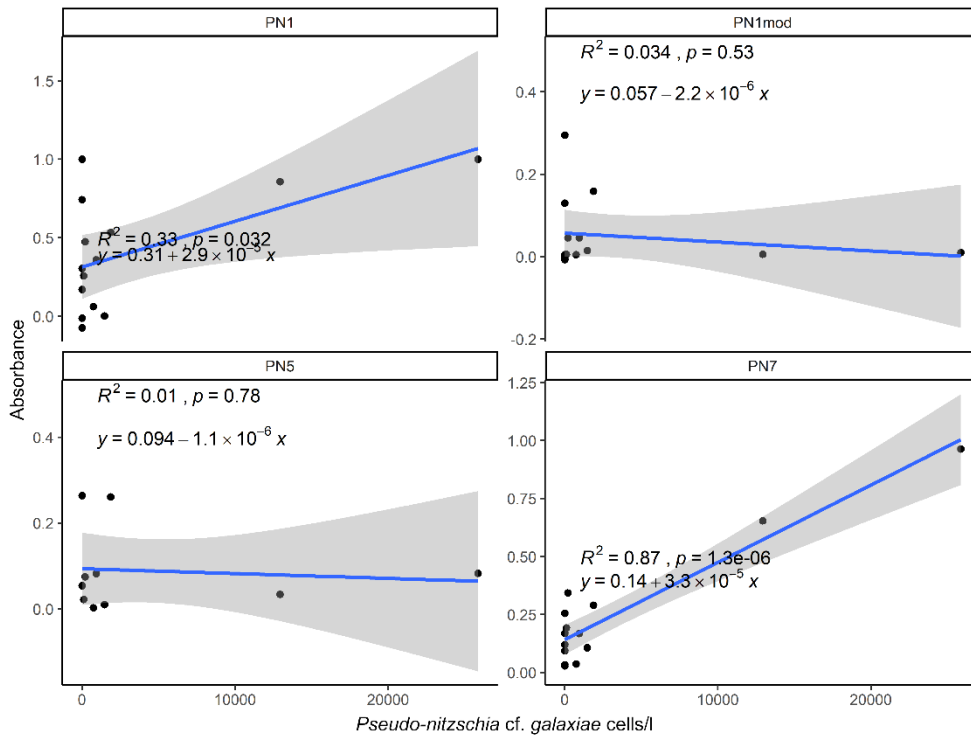 PN1
PN1mod
R² = 0.034 , p = 0.53
y = 0.057 − 2.2 × 10⁻⁶ x
1.5
1.0
0.5
0.0
R² = 0.33 , p = 0.032
y = 0.31 + 2.9 × 10⁻⁵ x
0.4
0.2
0.0
-0.2
Absorbance
PN5
PN7
R² = 0.01 , p = 0.78
y = 0.094 − 1.1 × 10⁻⁶ x
0.4
0.2
0.0
1.25
1.00
0.75
0.50
0.25
0.00
R² = 0.87 , p = 1.3e-06
y = 0.14 + 3.3 × 10⁻⁵ x
0 10000 20000
0 10000 20000
Pseudo-nitzschia cf. galaxiae cells/l